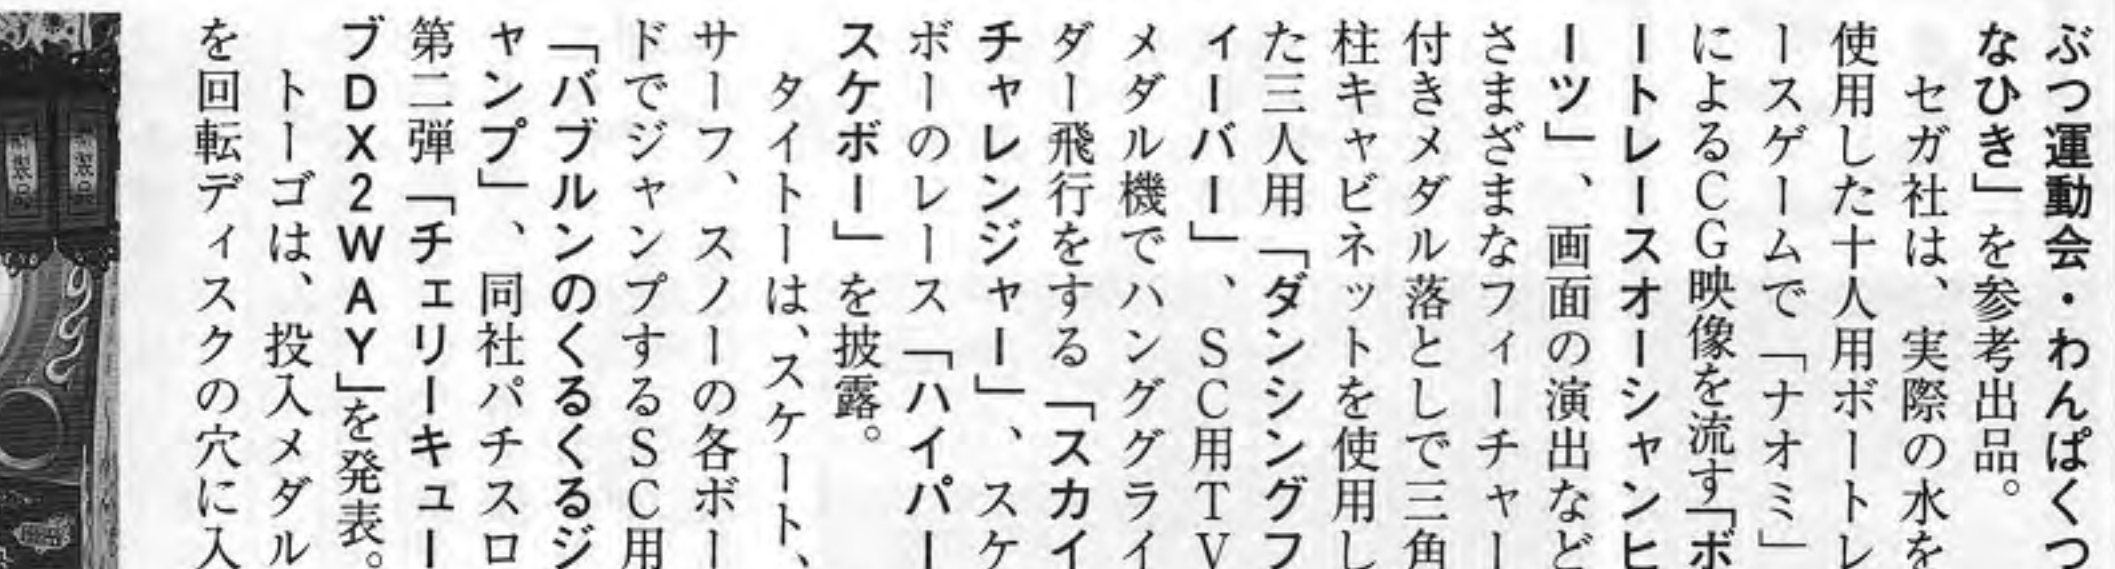 ぶつ運動会・わんぱくつ
なひき」を参考出品。
セガ社は、実際の水を
使用した十人用ボートレ
ースゲームで「ナオミ」
によるCG映像を流す「ボ
ートレースオーシャンヒ
ーツ」、画面の演出など
さまざまなフィーチャー
付きメダル落としで三角
柱キャビネットを使用し
た三人用「ダンシングフ
ィーバー」、SC用TV
メダル機でハンググライ
ダー飛行をする「スカイ
チャレンジャー」、スケ
ボーのレース「ハイパー
スケボー」を披露。
タイトーは、スケート、
サーフ、スノーの各ボー
ドでジャンプするSC用
「バブルンのくるくるジ
ャンプ」、同社パチスロ
第二弾「チェリーキュー
ブDX2WAY」を発表。
トーゴは、投入メダル
を回転ディスクの穴に入